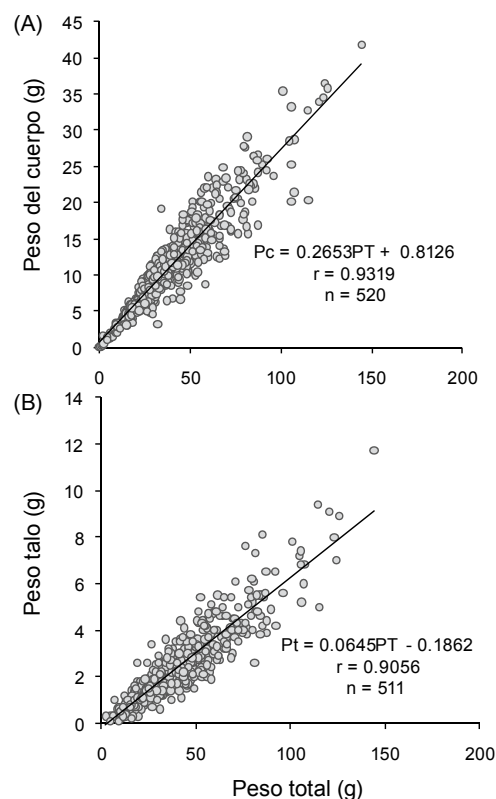 (A)
45
40
35
30
25
20
15
10
5
0
Peso del cuerpo (g)
Pc = 0.2653PT + 0.8126
r = 0.9319
n = 520
0 50 100 150 200
(B)
14
12
10
8
6
4
2
0
Peso talo (g)
Pt = 0.0645PT - 0.1862
r = 0.9056
n = 511
0 50 100 150 200
Peso total (g)